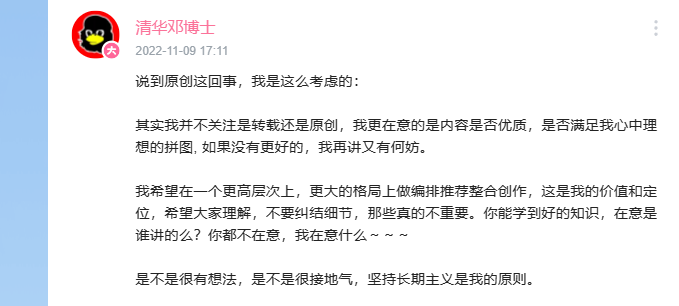 清华邓博士
大
2022-11-09 17:11
说到原创这回事，我是这么考虑的：
其实我并不关注是转载还是原创，我更在意的是内容是否优质，是否满足我心中理
想的拼图, 如果没有更好的，我再讲又有何妨。
我希望在一个更高层次上，更大的格局上做编排推荐整合创作，这是我的价值和定
位，希望大家理解，不要纠结细节，那些真的不重要。你能学到好的知识，在意是
谁讲的么？你都不在意，我在意什么～～～
是不是很有想法，是不是很接地气，坚持长期主义是我的原则。